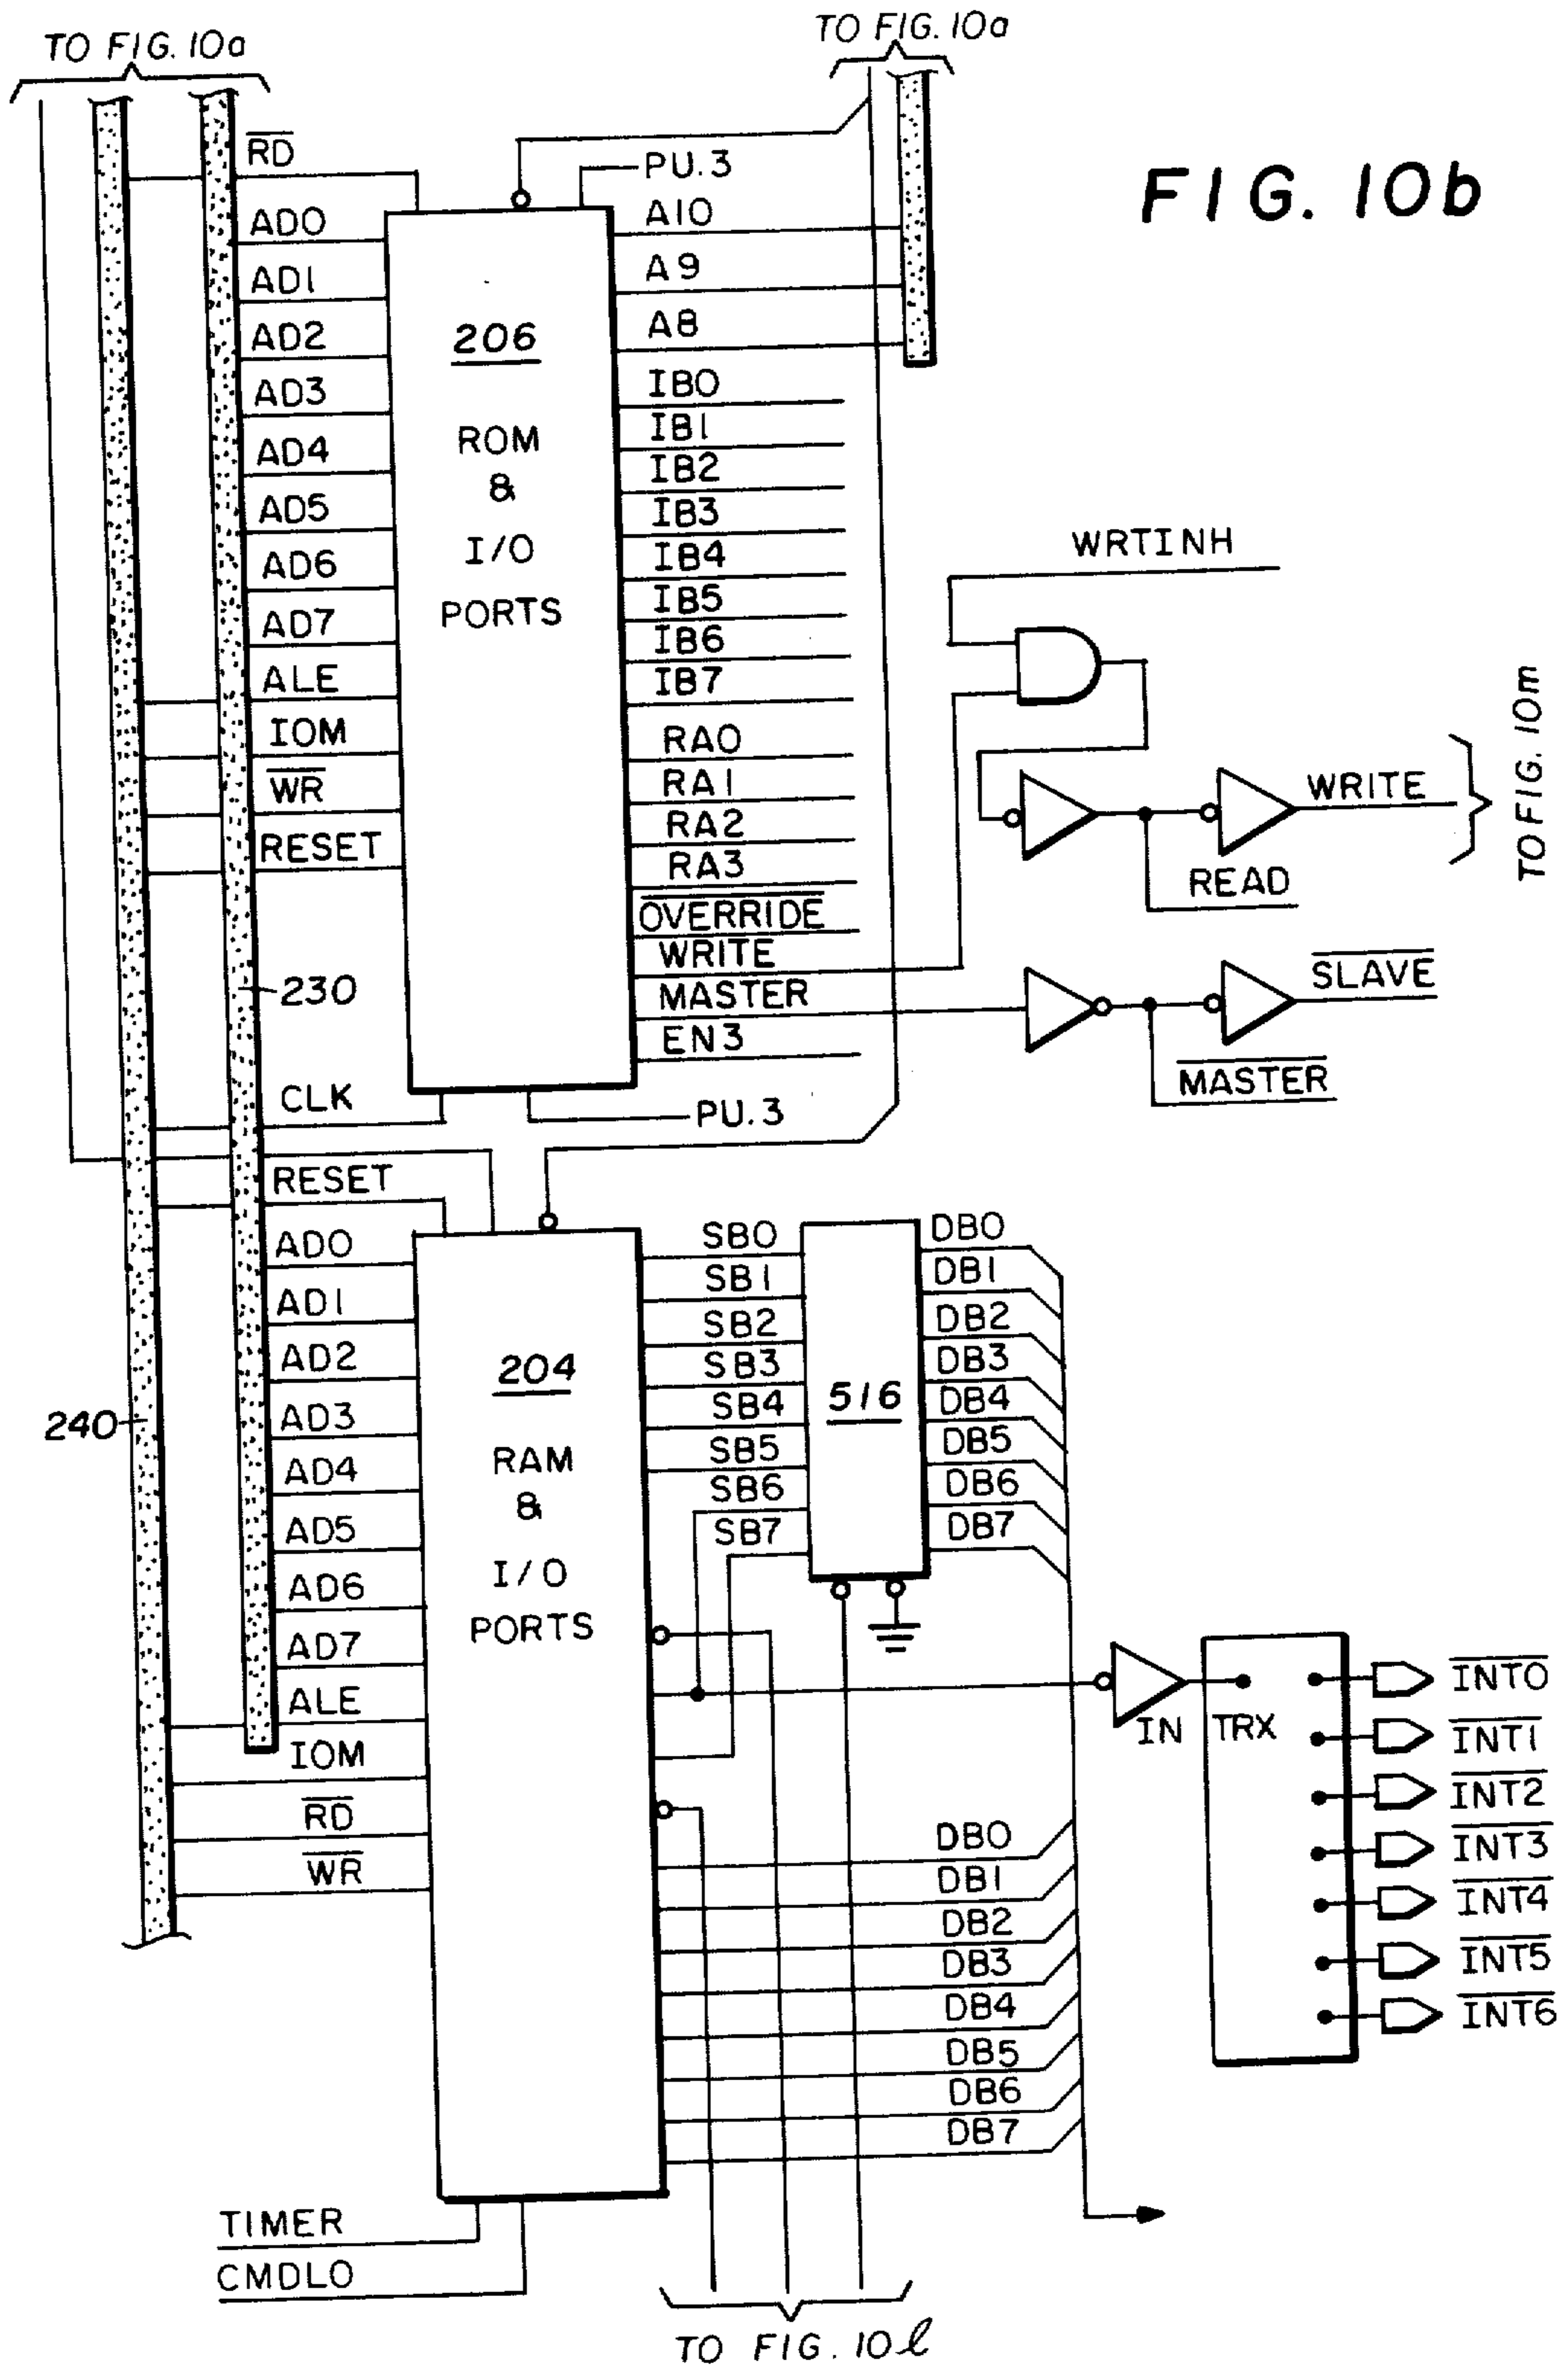 TO FIG. 10a
TO FIG. 10a
FIG. 10b
RD
PU.3
AD0
A10
AD1
A9
AD2
A8
206
AD3
IB0
AD4
IB1
ROM
IB2
&
AD5
IB3
I/O
AD6
IB4
PORTS
AD7
IB5
IB6
ALE
IB7
IOM
RA0
WR
RA1
RA2
RESET
RA3
OVERRIDE
WRITE
MASTER
EN3
WRTINH
WRITE
READ
TO FIG. 10m
SLAVE
MASTER
230
CLK
PU.3
RESET
AD0
AD1
AD2
AD3
AD4
AD5
AD6
AD7
ALE
IOM
RD
WR
240
204
RAM
&
I/O
PORTS
SB0
SB1
SB2
SB3
SB4
SB5
SB6
SB7
516
DB0
DB1
DB2
DB3
DB4
DB5
DB6
DB7
IN
TRX
INT0
INT1
INT2
INT3
INT4
INT5
INT6
DB0
DB1
DB2
DB3
DB4
DB5
DB6
DB7
TIMER
CMDLO
TO FIG. 10l